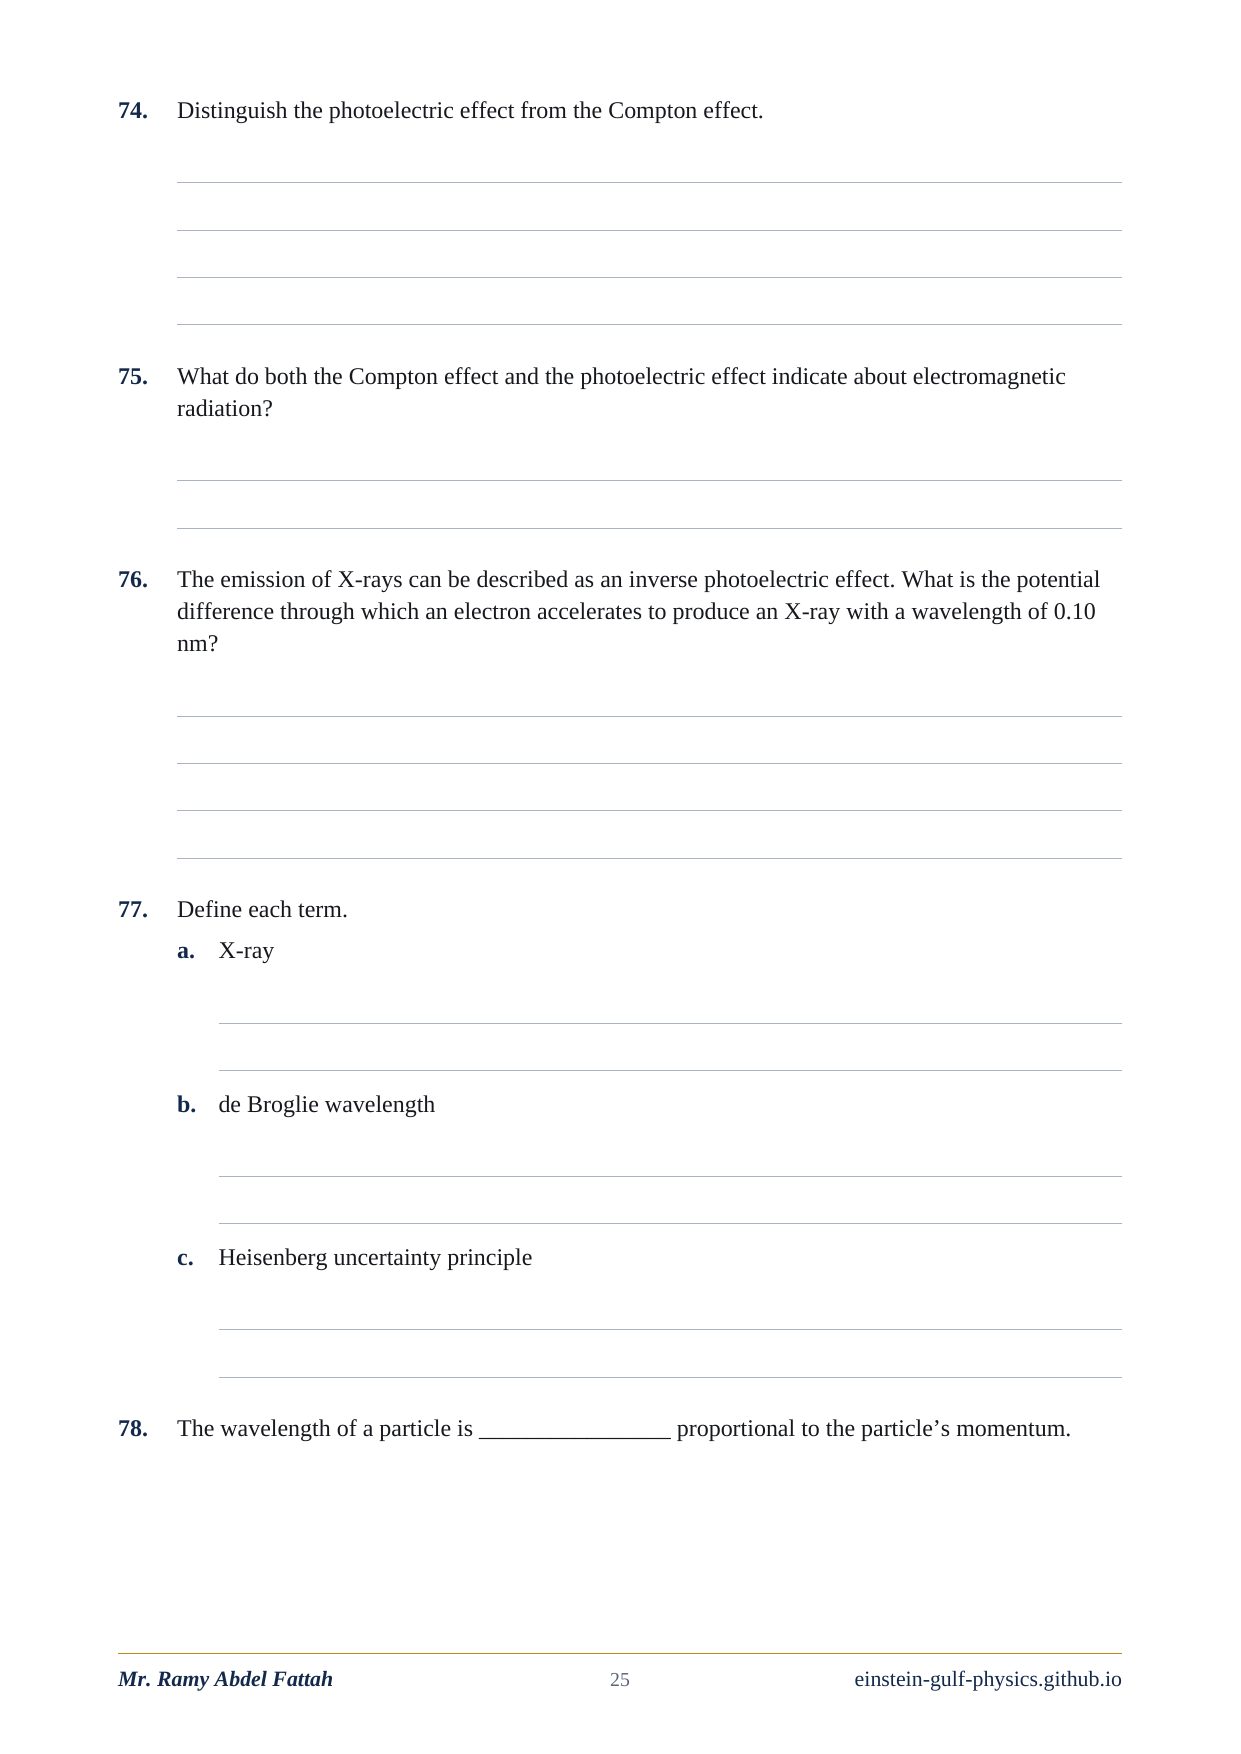 74. Distinguish the photoelectric effect from the Compton effect.
75. What do both the Compton effect and the photoelectric effect indicate about electromagnetic
radiation?
76. The emission of X-rays can be described as an inverse photoelectric effect. What is the potential
difference through which an electron accelerates to produce an X-ray with a wavelength of 0.10
nm?
77. Define each term.
a. X-ray
b. de Broglie wavelength
c. Heisenberg uncertainty principle
78. The wavelength of a particle is ________________ proportional to the particle’s momentum.
Mr. Ramy Abdel Fattah 25 einstein-gulf-physics.github.io